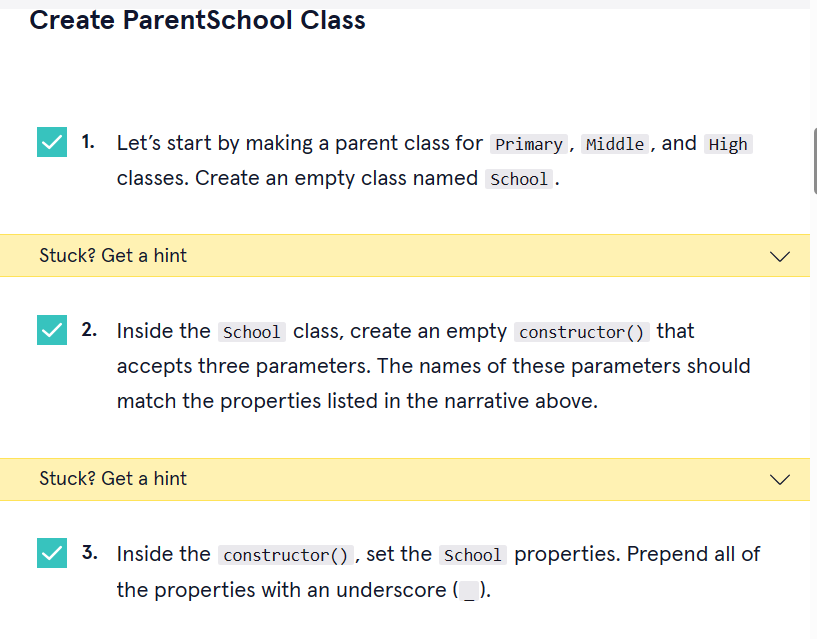 Create ParentSchool Class
1. Let’s start by making a parent class for Primary, Middle, and High
classes. Create an empty class named School.
Stuck? Get a hint
2. Inside the School class, create an empty constructor() that
accepts three parameters. The names of these parameters should
match the properties listed in the narrative above.
Stuck? Get a hint
3. Inside the constructor(), set the School properties. Prepend all of
the properties with an underscore (_).